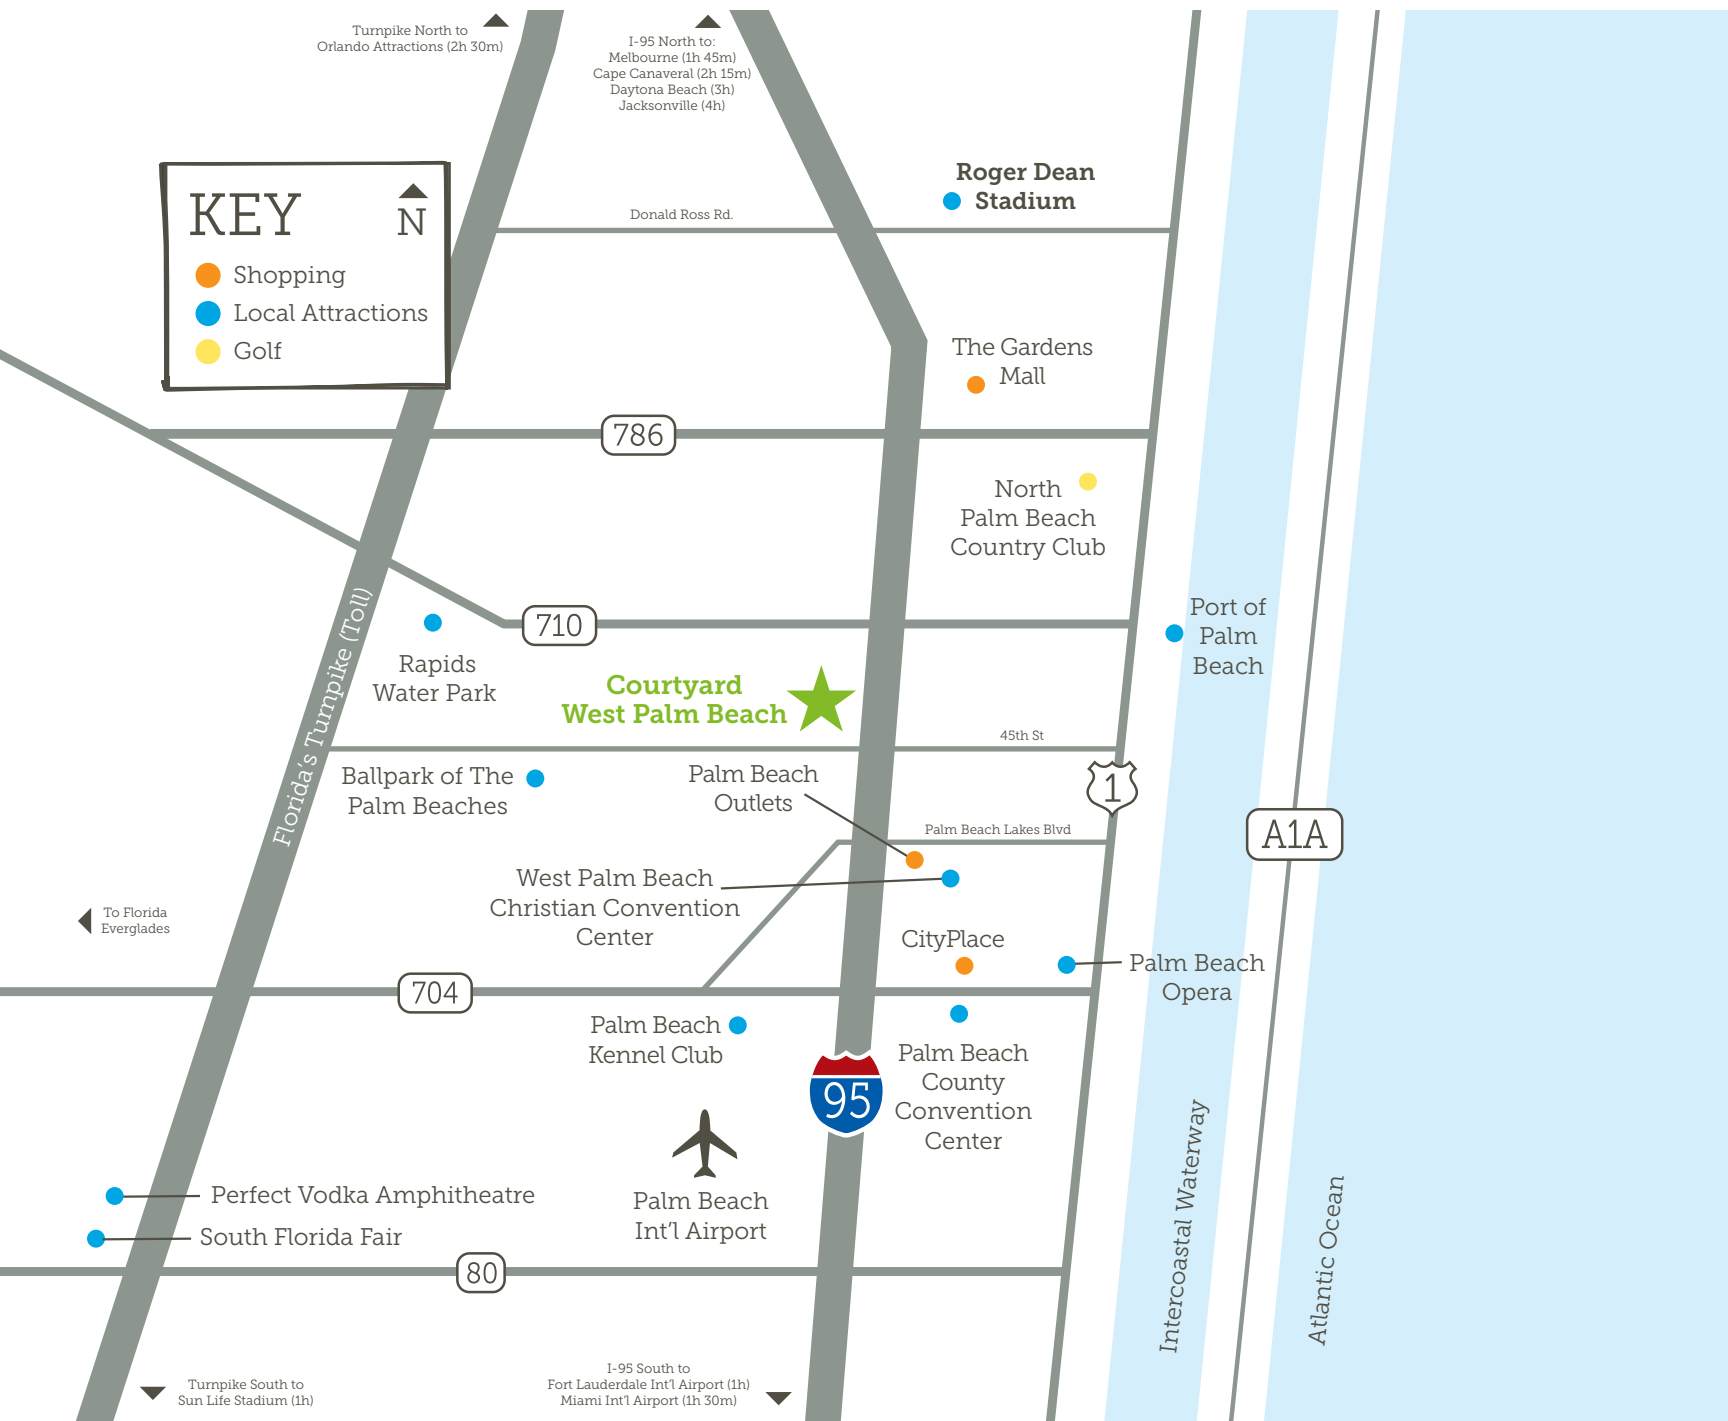 Turnpike North to
Orlando Attractions (2h 30m)
I-95 North to:
Melbourne (1h 45m)
Cape Canaveral (2h 15m)
Daytona Beach (3h)
Jacksonville (4h)
KEY
N
Shopping
Local Attractions
Golf
Roger Dean
Stadium
Donald Ross Rd.
The Gardens
Mall
786
North
Palm Beach
Country Club
Port of
Palm
Beach
710
Rapids
Water Park
Courtyard
West Palm Beach
Florida's Turnpike (Toll)
45th St
1
Ballpark of The
Palm Beaches
Palm Beach
Outlets
Palm Beach Lakes Blvd
A1A
West Palm Beach
Christian Convention
Center
To Florida
Everglades
CityPlace
Palm Beach
Opera
704
Palm Beach
Kennel Club
95
Palm Beach
County
Convention
Center
Palm Beach
Int'l Airport
Perfect Vodka Amphitheatre
South Florida Fair
80
Intercoastal Waterway
Atlantic Ocean
Turnpike South to
Sun Life Stadium (1h)
I-95 South to
Fort Lauderdale Int'l Airport (1h)
Miami Int'l Airport (1h 30m)